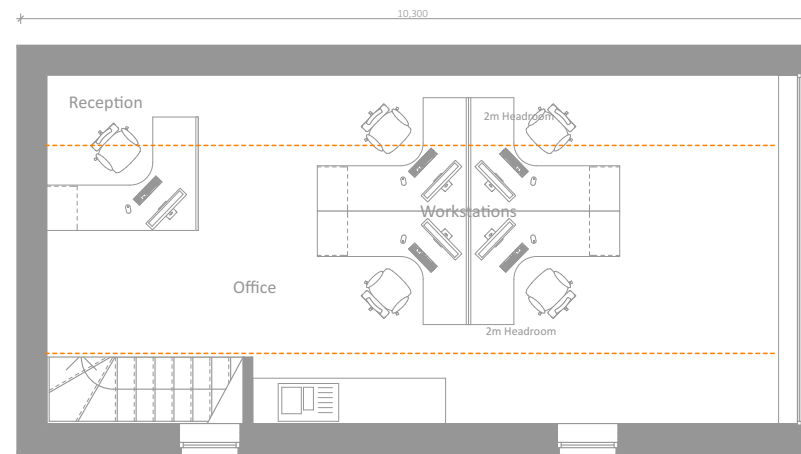 10,300
Reception
2m Headroom
Workstations
Office
2m Headroom